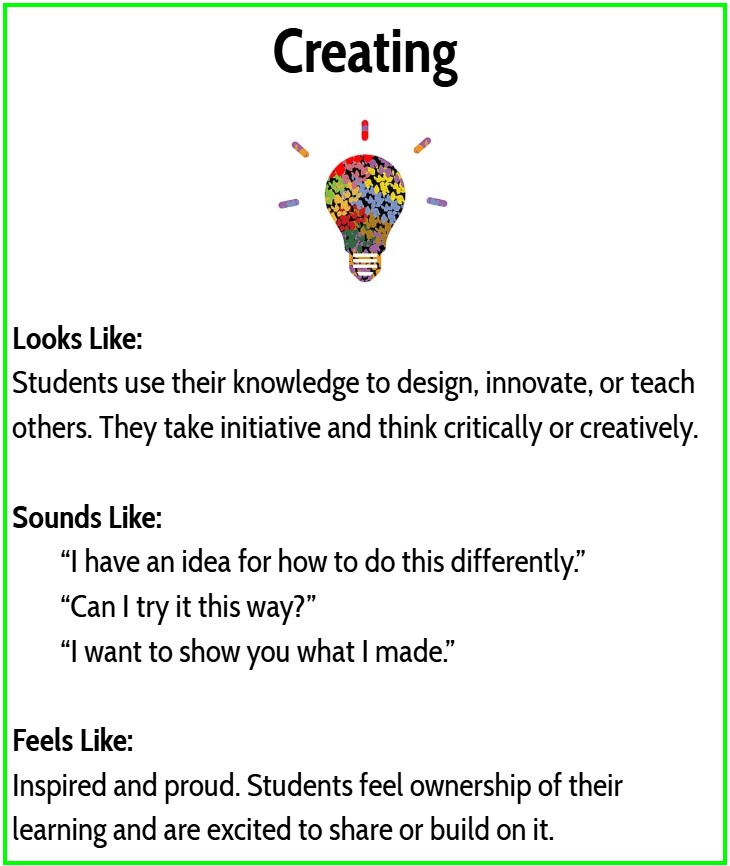 Creating
Looks Like:
Students use their knowledge to design, innovate, or teach
others. They take initiative and think critically or creatively.
Sounds Like:
“I have an idea for how to do this differently.”
“Can I try it this way?”
“I want to show you what I made.”
Feels Like:
Inspired and proud. Students feel ownership of their
learning and are excited to share or build on it.